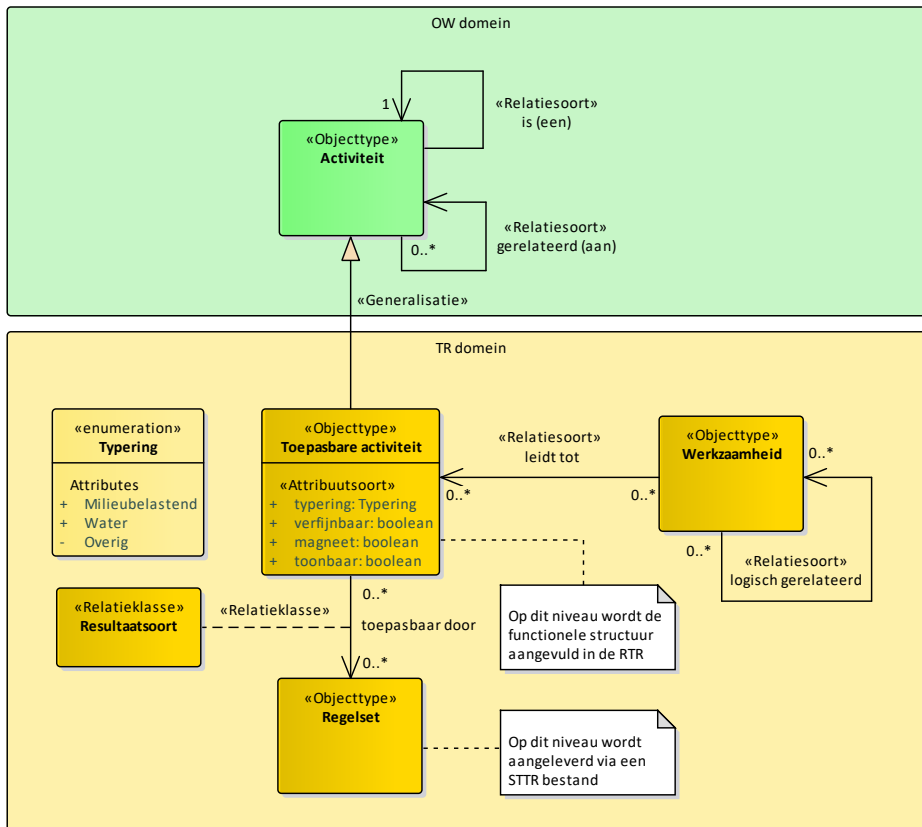 OW domein
1
«Relatiesoort»
is (een)
«Objecttype»
Activiteit
«Relatiesoort»
gerelateerd (aan)
0..*
«Generalisatie»
TR domein
«enumeration»
Typering
Attributes
+ Milieubelastend
+ Water
- Overig
«Objecttype»
Toepasbare activiteit
«Attribuutsoort»
+ typering: Typering
+ verfijnbaar: boolean
+ magneet: boolean
+ toonbaar: boolean
«Relatiesoort»
leidt tot
0..*
0..*
«Objecttype»
Werkzaamheid
0..*
0..*
«Relatiesoort»
logisch gerelateerd
«Relatieklasse»
Resultaatsoort
«Relatieklasse»
0..*
toepasbaar door
0..*
Op dit niveau wordt de
functionele structuur
aangevuld in de RTR
«Objecttype»
Regelset
Op dit niveau wordt
aangeleverd via een
STTR bestand